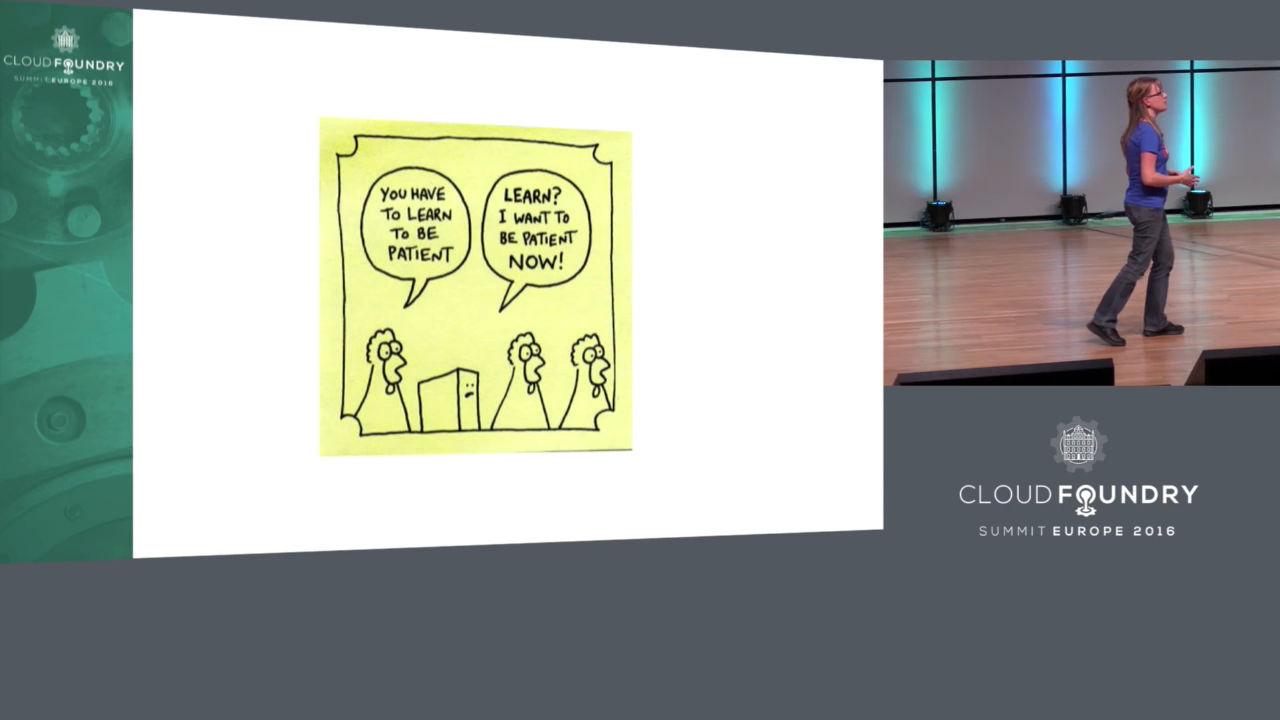 CLOUD FOUNDRY
SUMMIT EUROPE 2016
YOU HAVE
TO LEARN
TO BE
PATIENT
LEARN?
I WANT TO
BE PATIENT
NOW!
CLOUD FOUNDRY
SUMMIT EUROPE 2016